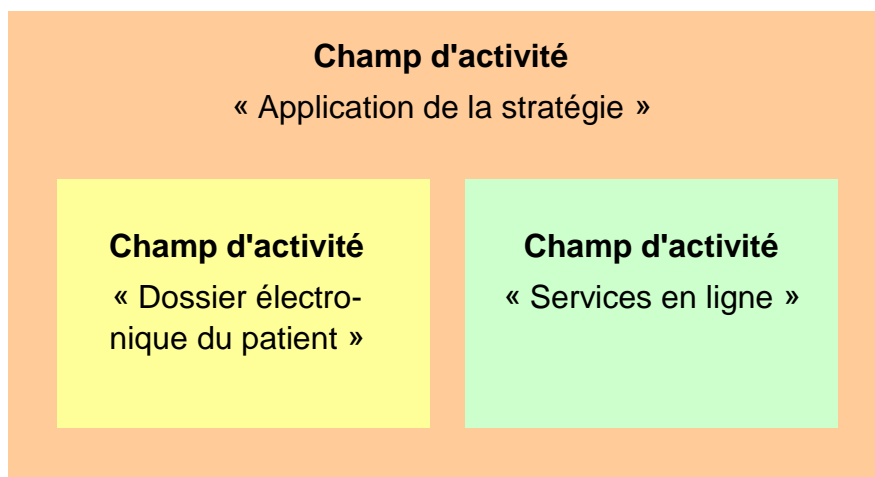 Champ d'activité
« Application de la stratégie »
Champ d'activité
« Dossier électro-
nique du patient »
Champ d'activité
« Services en ligne »